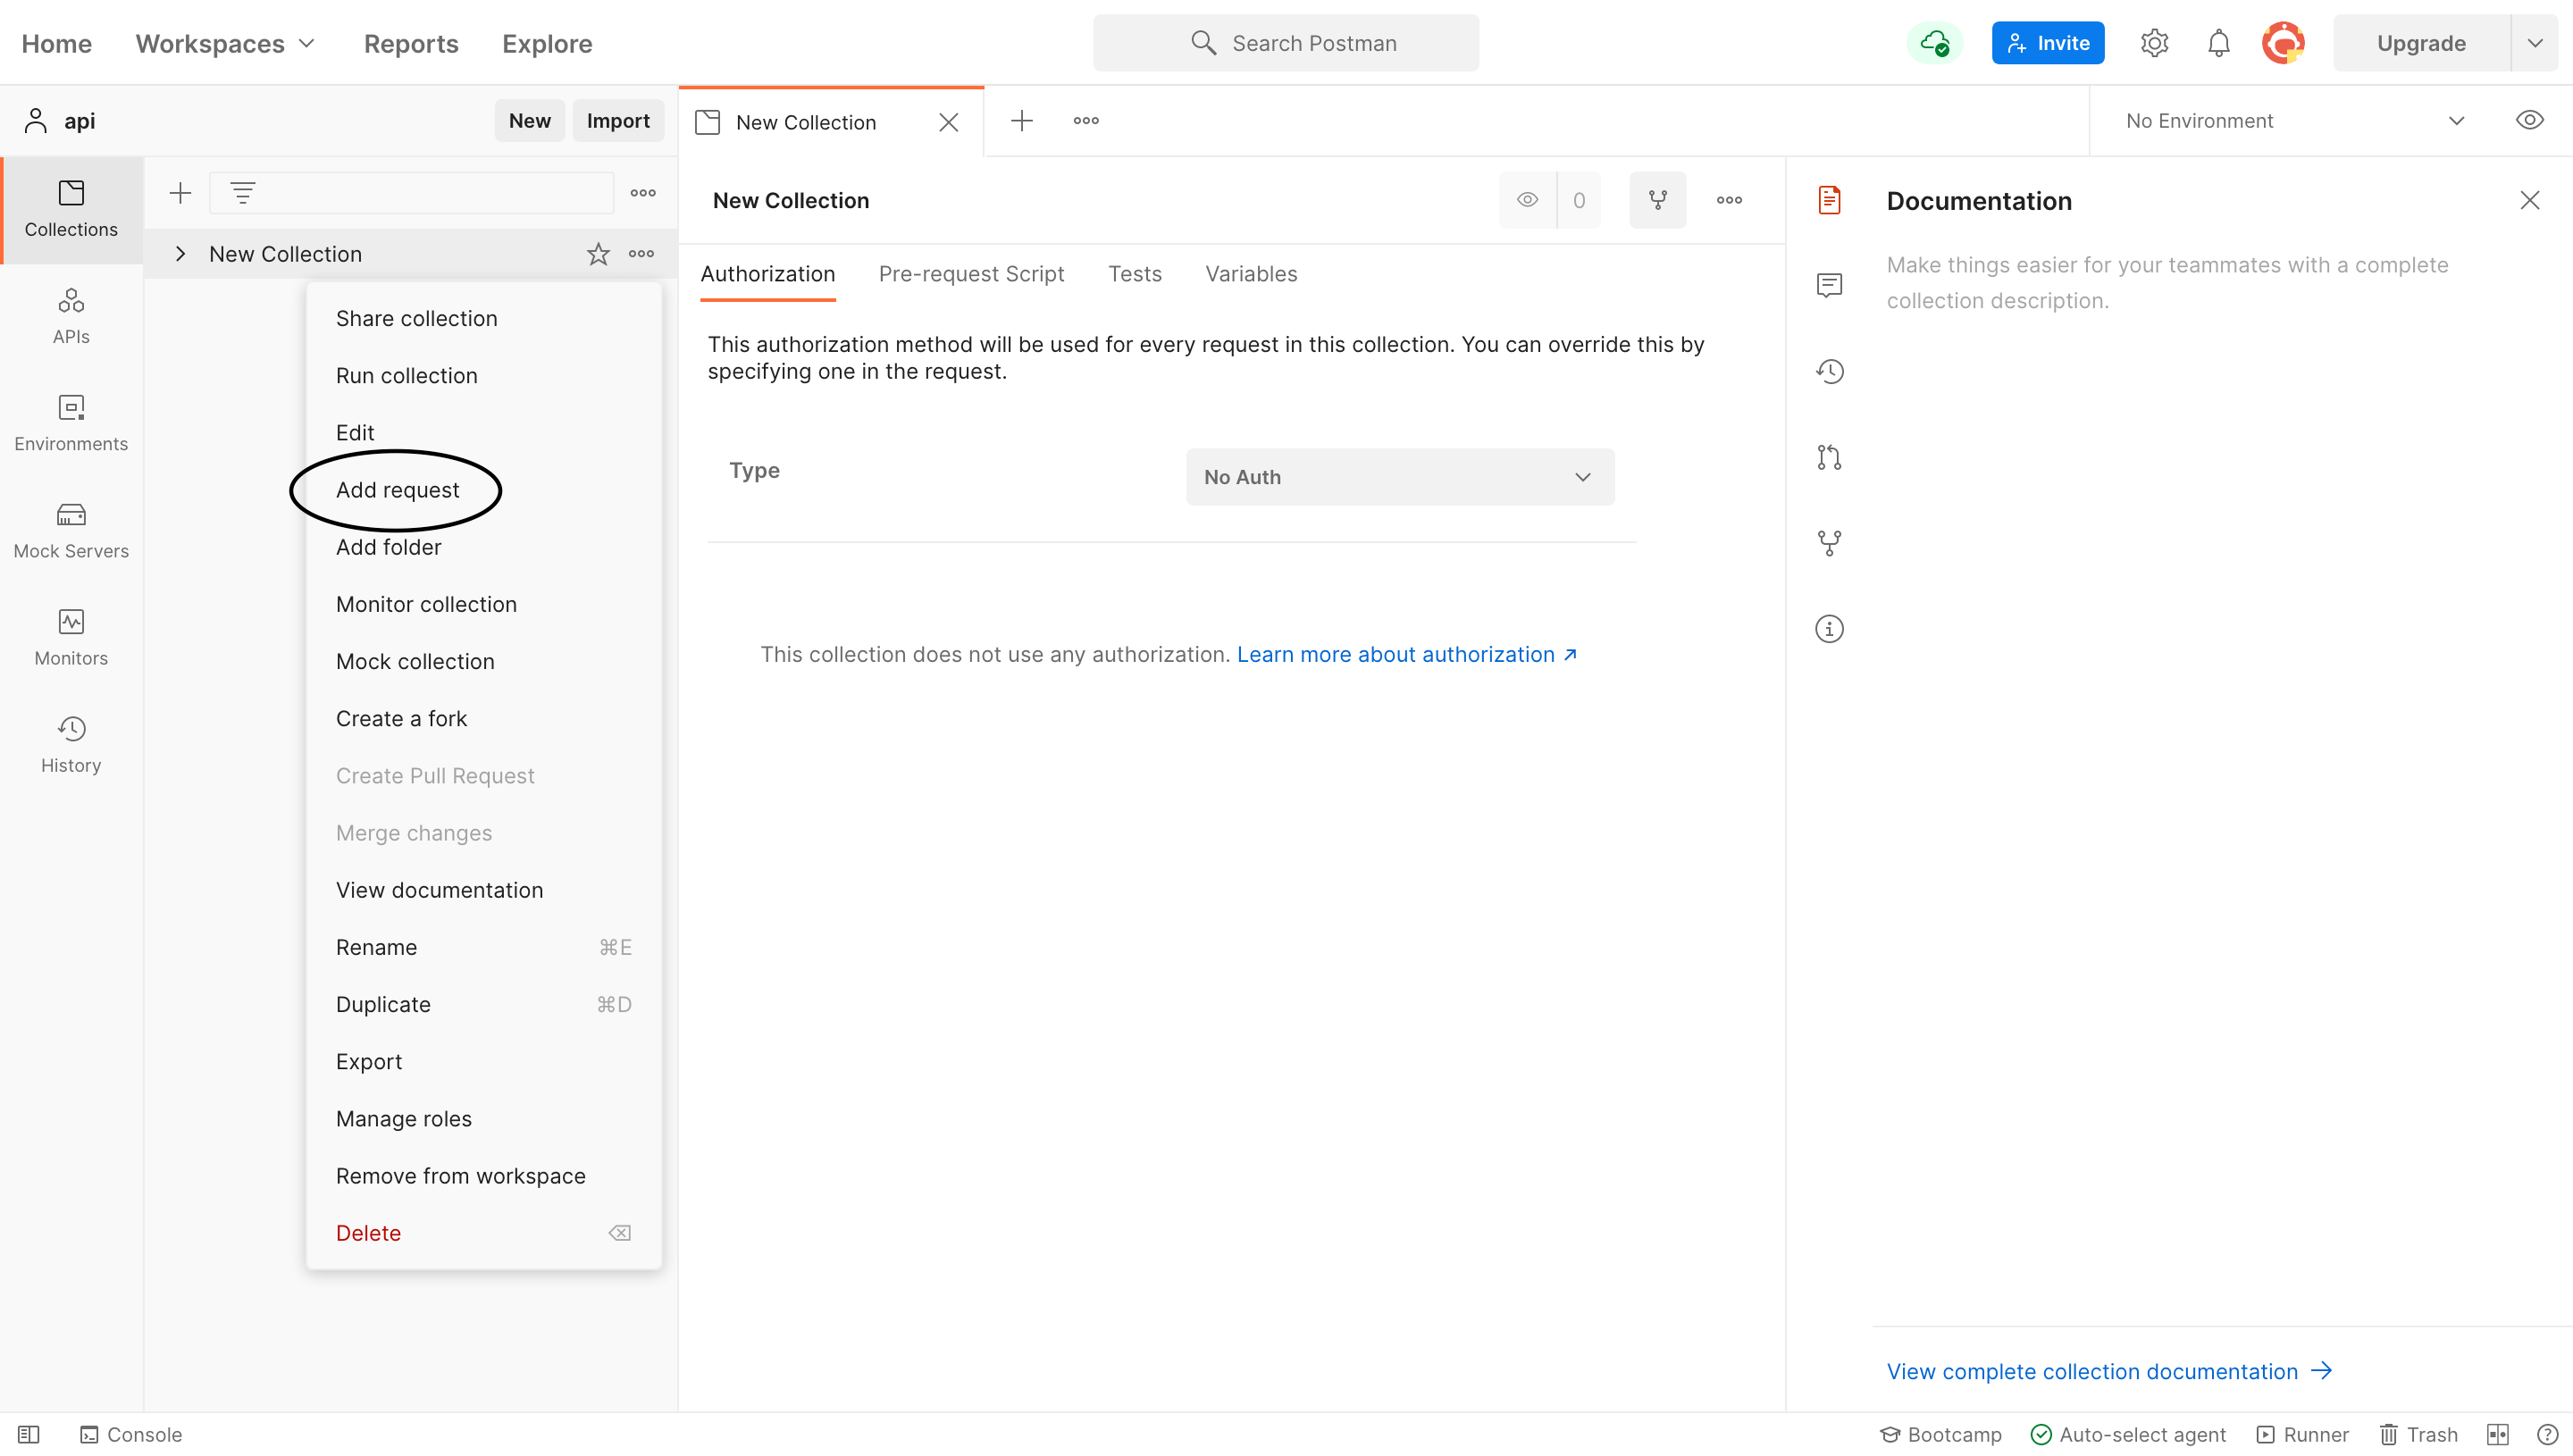 Home Workspaces Reports Explore Search Postman Invite Upgrade
api New Import New Collection No Environment
Collections
New Collection
APIs
Environments
Mock Servers
Monitors
History
Share collection
Run collection
Edit
Add request
Add folder
Monitor collection
Mock collection
Create a fork
Create Pull Request
Merge changes
View documentation
Rename ⌘E
Duplicate ⌘D
Export
Manage roles
Remove from workspace
Delete
New Collection 0
Authorization Pre-request Script Tests Variables
This authorization method will be used for every request in this collection. You can override this by
specifying one in the request.
Type No Auth
This collection does not use any authorization. Learn more about authorization ↗
Documentation
Make things easier for your teammates with a complete
collection description.
View complete collection documentation →
Console Bootcamp Auto-select agent Runner Trash